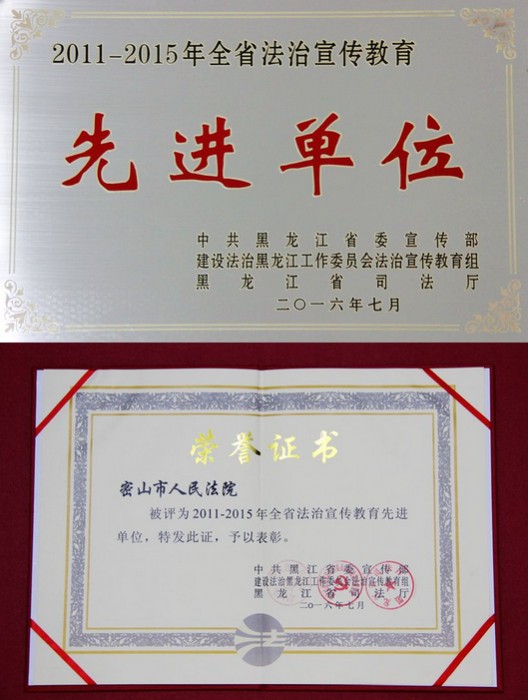 2011-2015年全省法治宣传教育
先进单位
中共黑龙江省委宣传部
建设法治黑龙江工作委员会法治宣传教育组
黑龙江省司法厅
二〇一六年七月
荣誉证书
密山市人民法院
被评为2011-2015年全省法治宣传教育先进
单位，特发此证，予以表彰。
中共黑龙江省委宣传部
建设法治黑龙江工作委员会法治宣传教育组
黑龙江省司法厅
二〇一六年七月